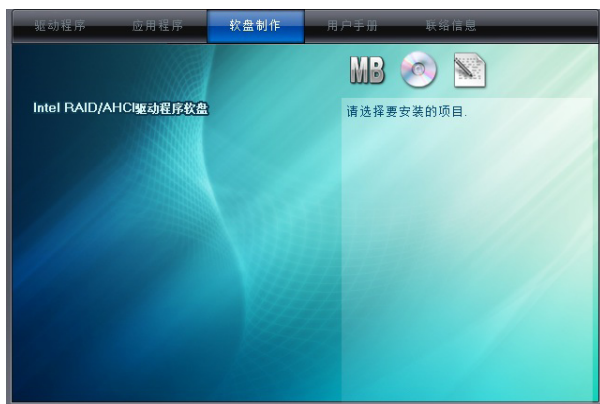 驱动程序 应用程序 软盘制作 用户手册 联络信息
MB
Intel RAID/AHCI驱动程序软盘
请选择要安装的项目.